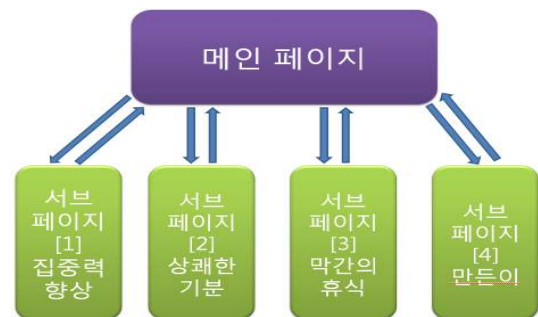 메인 페이지
서브
페이지
[1]
집중력
향상
서브
페이지
[2]
상쾌한
기분
서브
페이지
[3]
막간의
휴식
서브
페이지
[4]
만든이